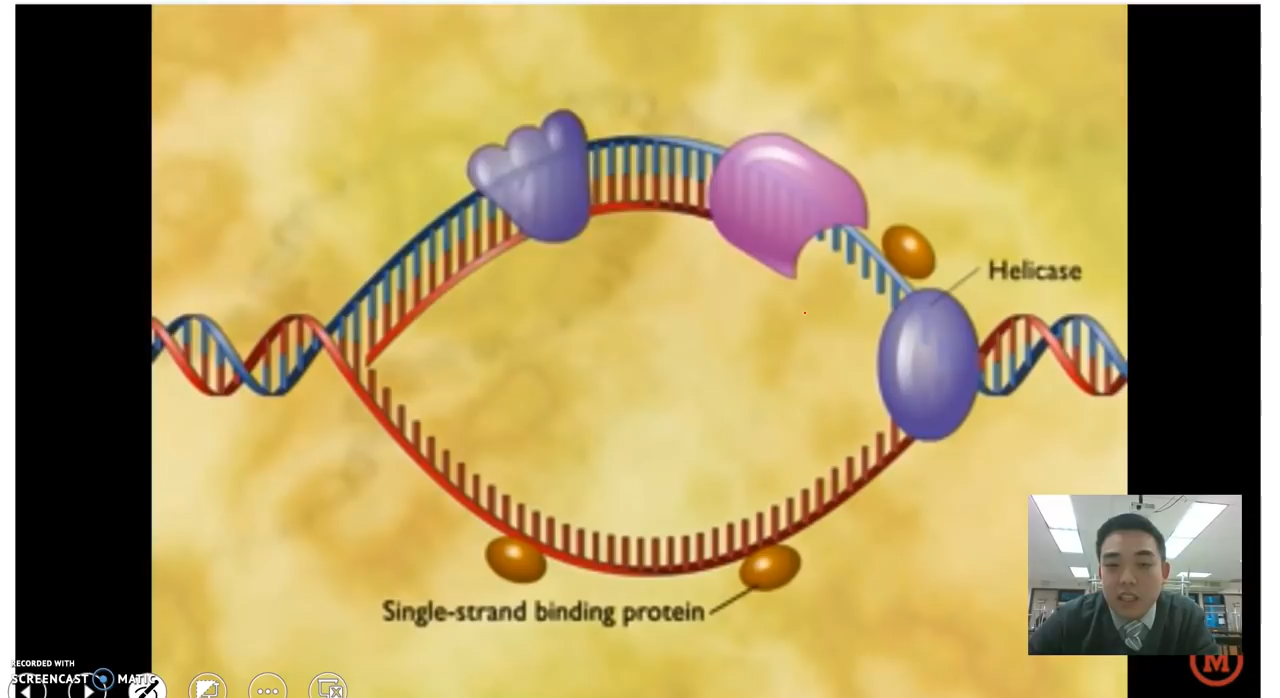 Helicase
Single-strand binding protein
RECORDED WITH
SCREENCAST MATIC
M